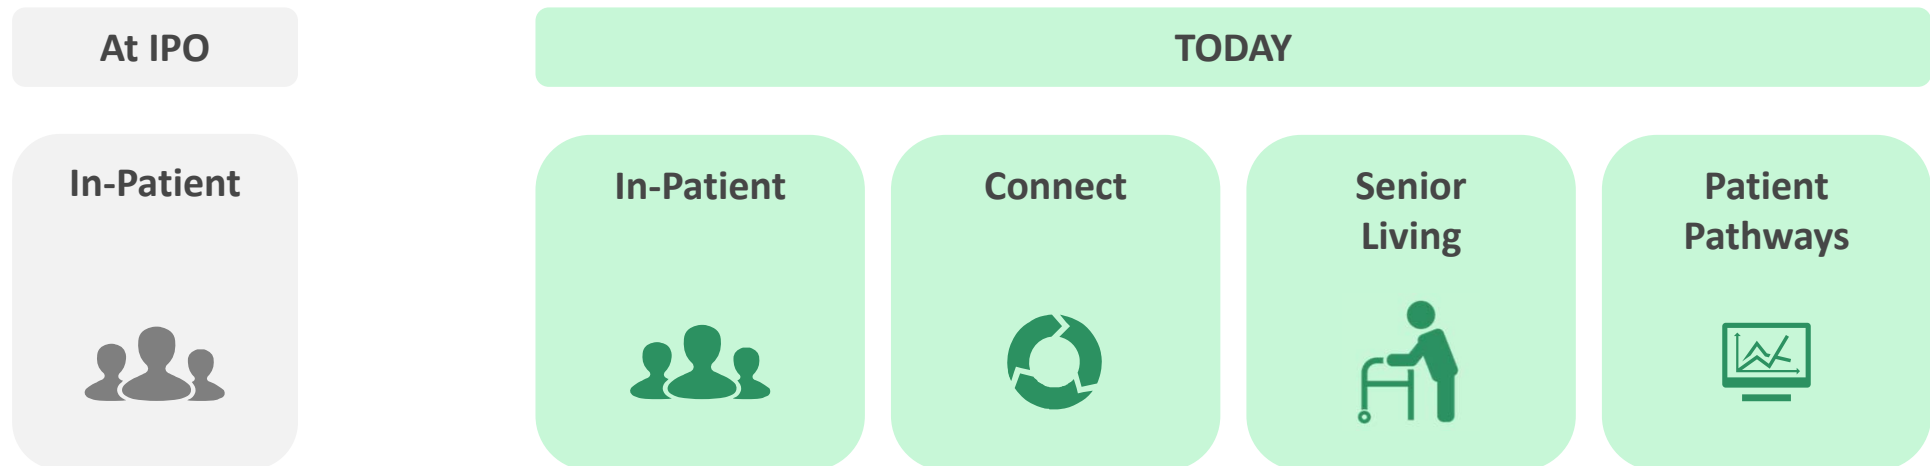 At IPO
TODAY
In-Patient
In-Patient
Connect
Senior
Living
Patient
Pathways